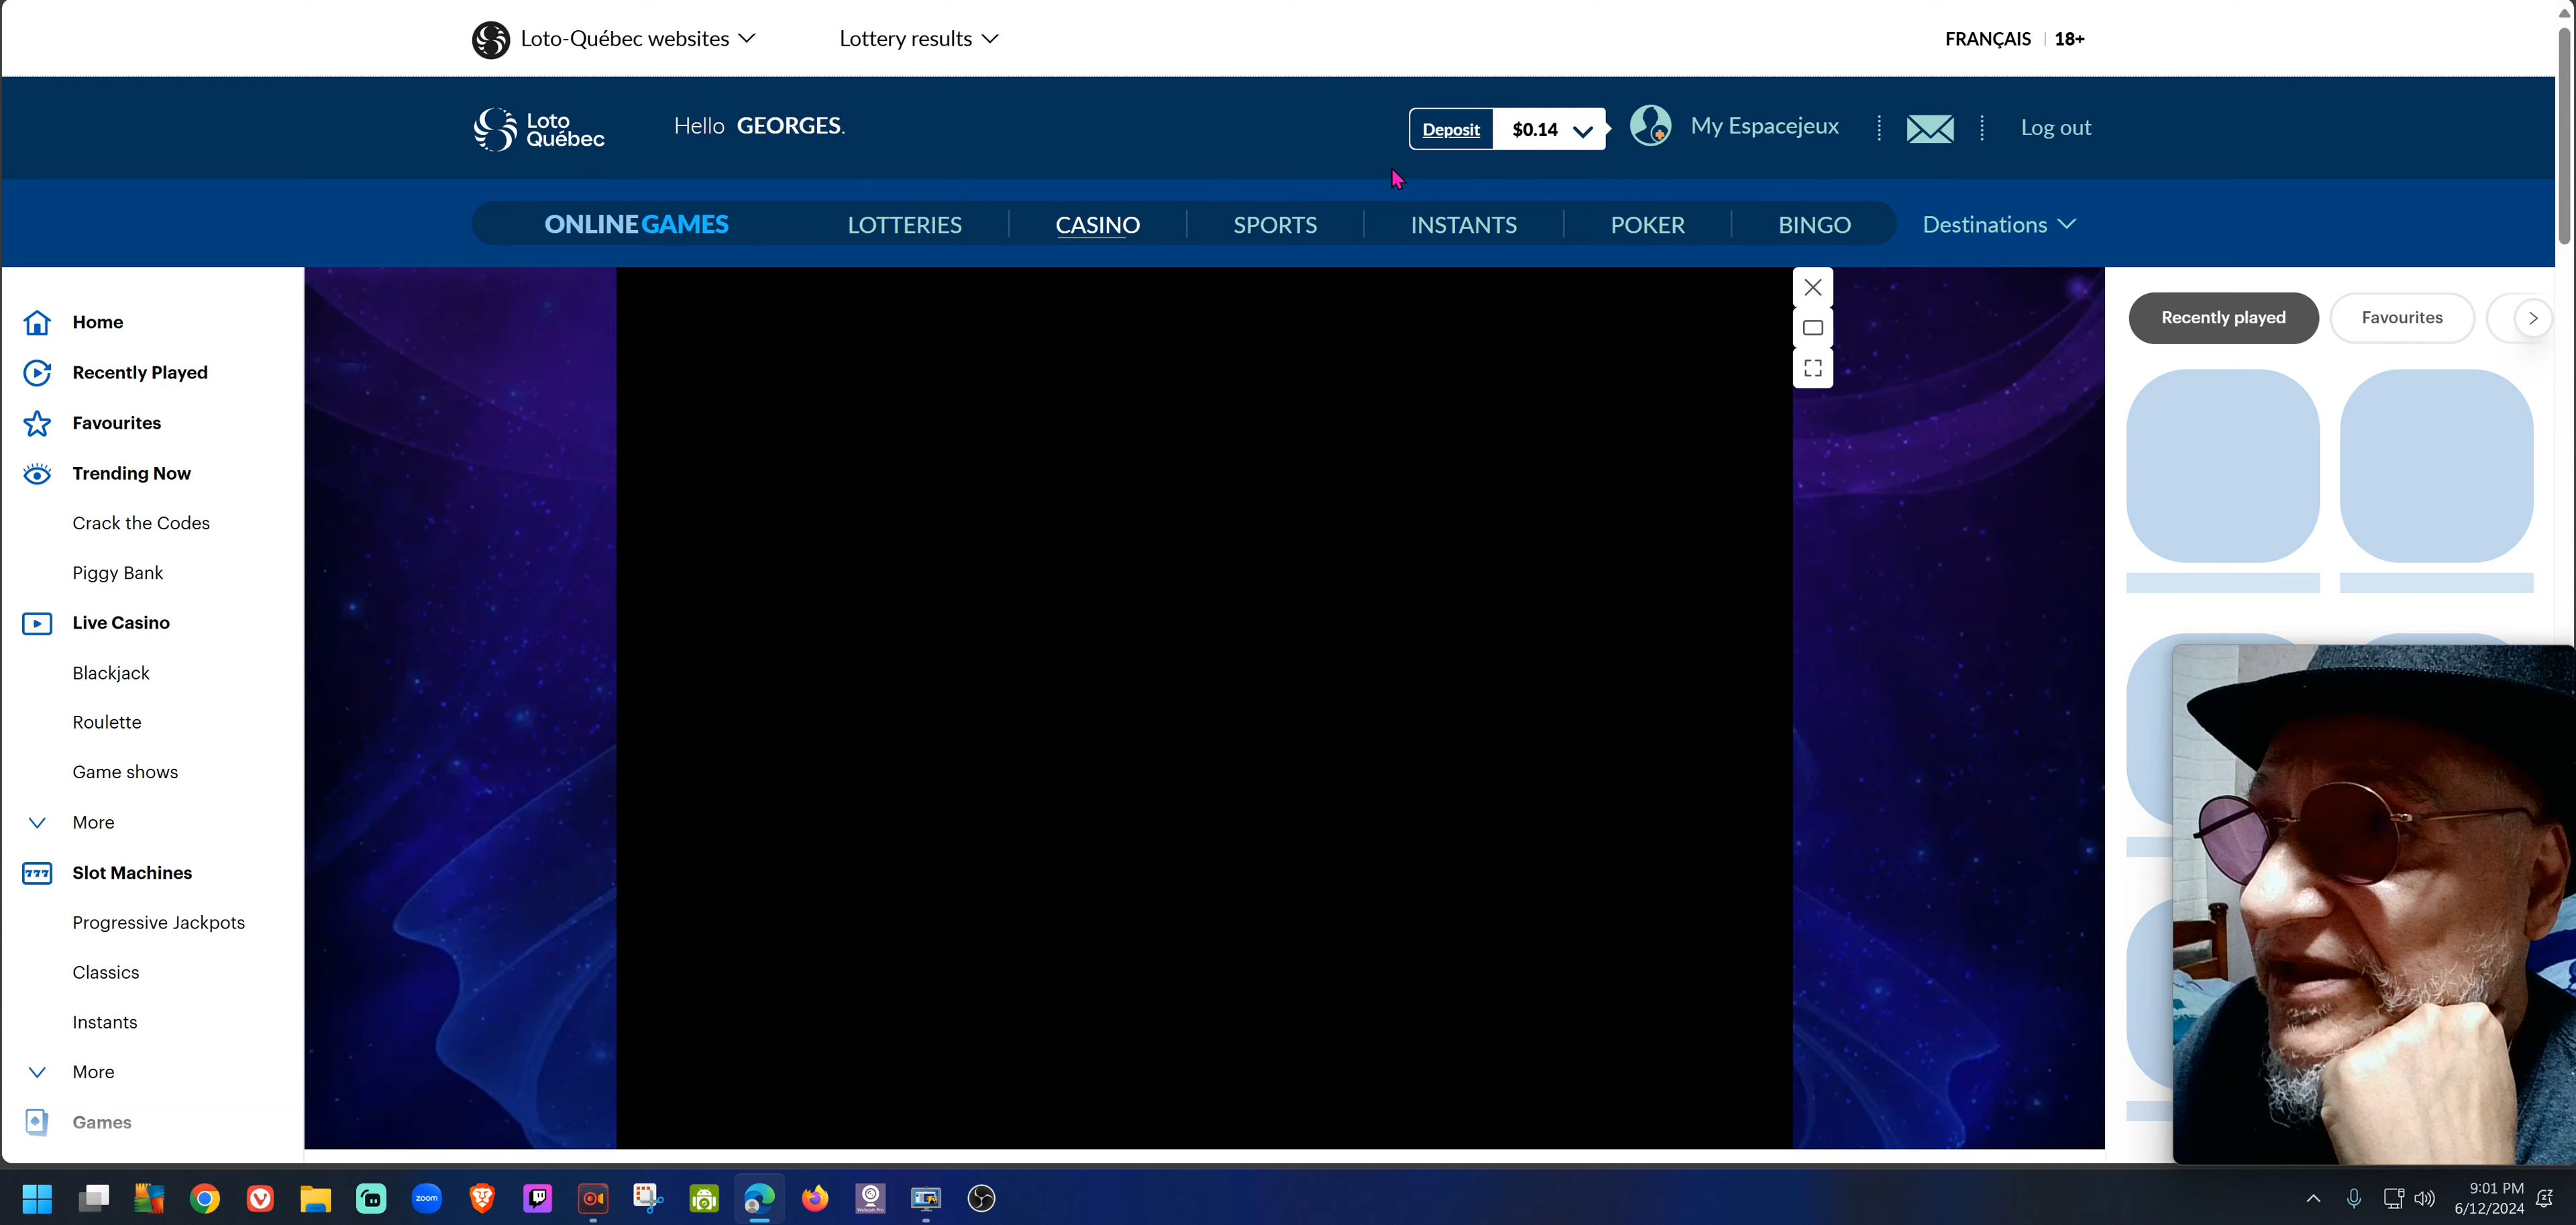 Loto-Québec websites
Lottery results
FRANÇAIS 18+
Loto
Québec
Hello GEORGES.
Deposit $0.14
My Espacejeux
Log out
ONLINE GAMES
LOTTERIES
CASINO
SPORTS
INSTANTS
POKER
BINGO
Destinations
Home
Recently Played
Favourites
Trending Now
Crack the Codes
Piggy Bank
Live Casino
Blackjack
Roulette
Game shows
More
777 Slot Machines
Progressive Jackpots
Classics
Instants
More
Games
Recently played
Favourites
zoom
9:01 PM
6/12/2024